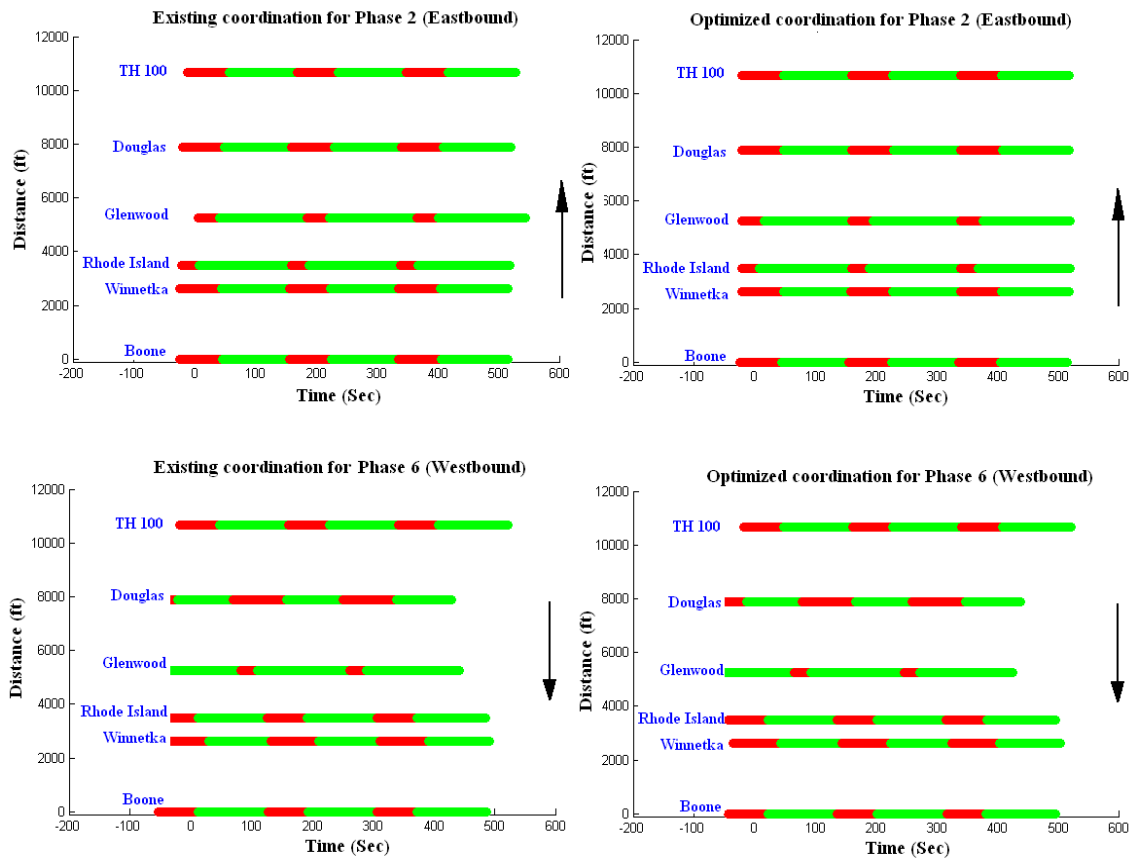 Existing coordination for Phase 2 (Eastbound)
12000
TH 100
10000
Douglas
8000
Distance (ft)
Glenwood
6000
4000
Rhode Island
Winnetka
2000
Boone
0
-200 -100 0 100 200 300 400 500 600
Time (Sec)
Optimized coordination for Phase 2 (Eastbound)
12000
TH 100
10000
Douglas
8000
Distance (ft)
Glenwood
6000
4000
Rhode Island
Winnetka
2000
Boone
0
-200 -100 0 100 200 300 400 500 600
Time (Sec)
Existing coordination for Phase 6 (Westbound)
12000
TH 100
10000
Douglas
8000
Distance (ft)
Glenwood
6000
4000
Rhode Island
Winnetka
2000
Boone
0
-200 -100 0 100 200 300 400 500 600
Time (Sec)
Optimized coordination for Phase 6 (Westbound)
12000
TH 100
10000
Douglas
8000
Distance (ft)
Glenwood
6000
4000
Rhode Island
Winnetka
2000
Boone
0
-200 -100 0 100 200 300 400 500 600
Time (Sec)